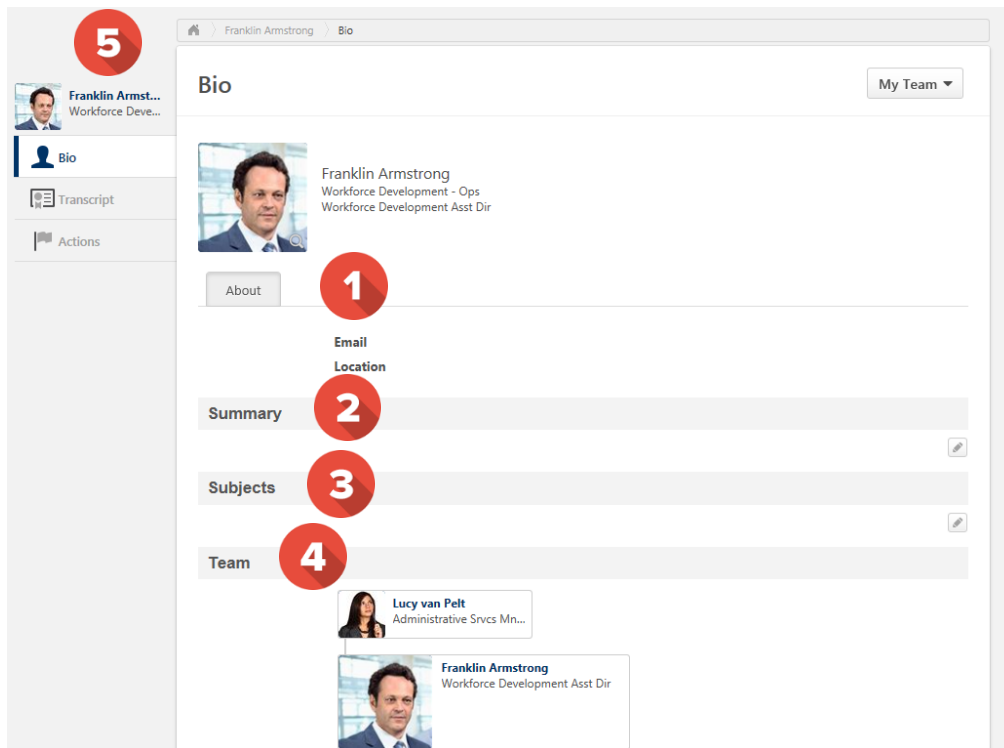 5
Franklin Armstrong Bio
Franklin Armst...
Workforce Deve...
Bio
Transcript
Actions
Bio
My Team
Franklin Armstrong
Workforce Development - Ops
Workforce Development Asst Dir
About
1
Email
Location
Summary
2
Subjects
3
Team
4
Lucy van Pelt
Administrative Srvcs Mn...
Franklin Armstrong
Workforce Development Asst Dir